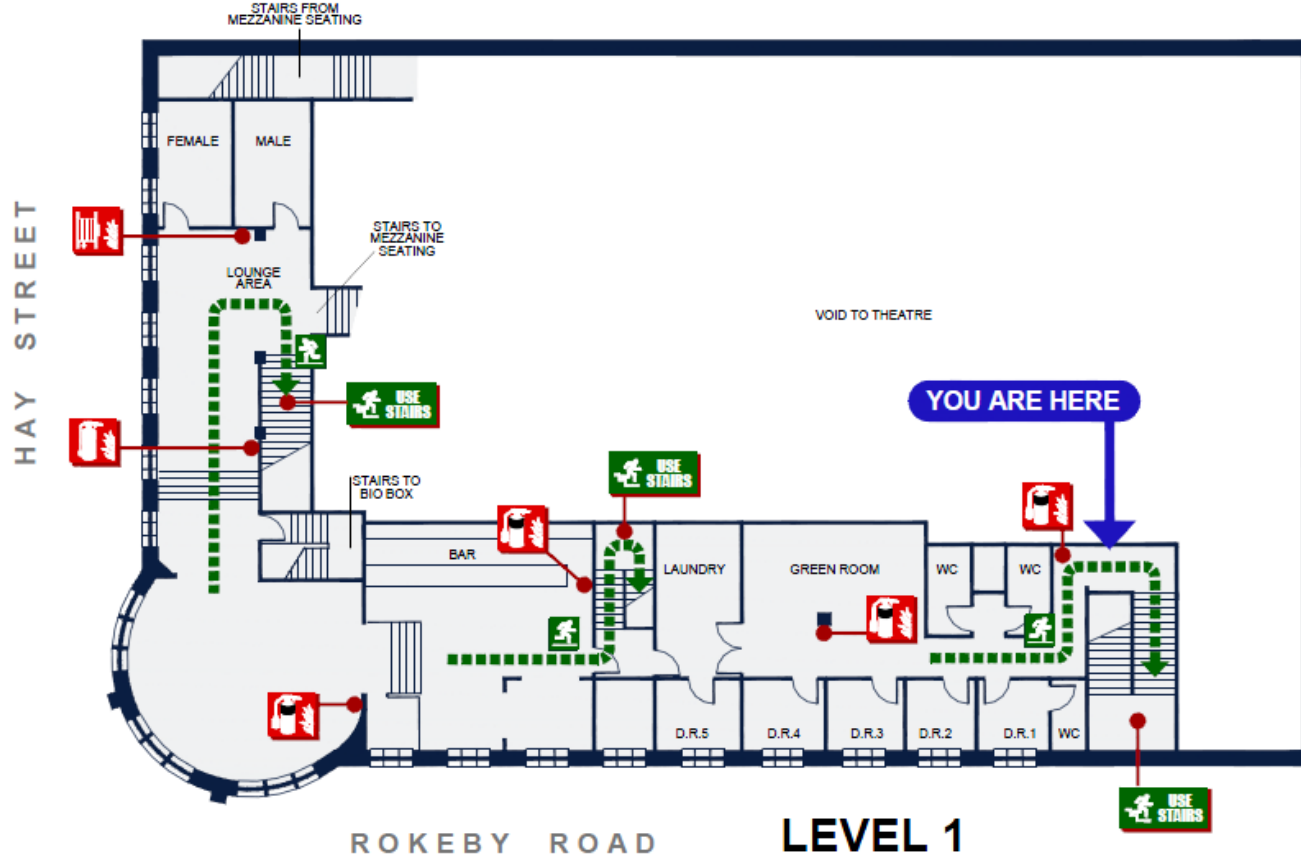 STAIRS FROM
MEZZANINE SEATING
FEMALE
MALE
STAIRS TO
MEZZANINE
SEATING
LOUNGE
AREA
HAY STREET
VOID TO THEATRE
USE
STAIRS
YOU ARE HERE
STAIRS TO
BIO BOX
USE
STAIRS
BAR
LAUNDRY
GREEN ROOM
WC
WC
D.R.5
D.R.4
D.R.3
D.R.2
D.R.1
WC
USE
STAIRS
ROKEBY ROAD
LEVEL 1